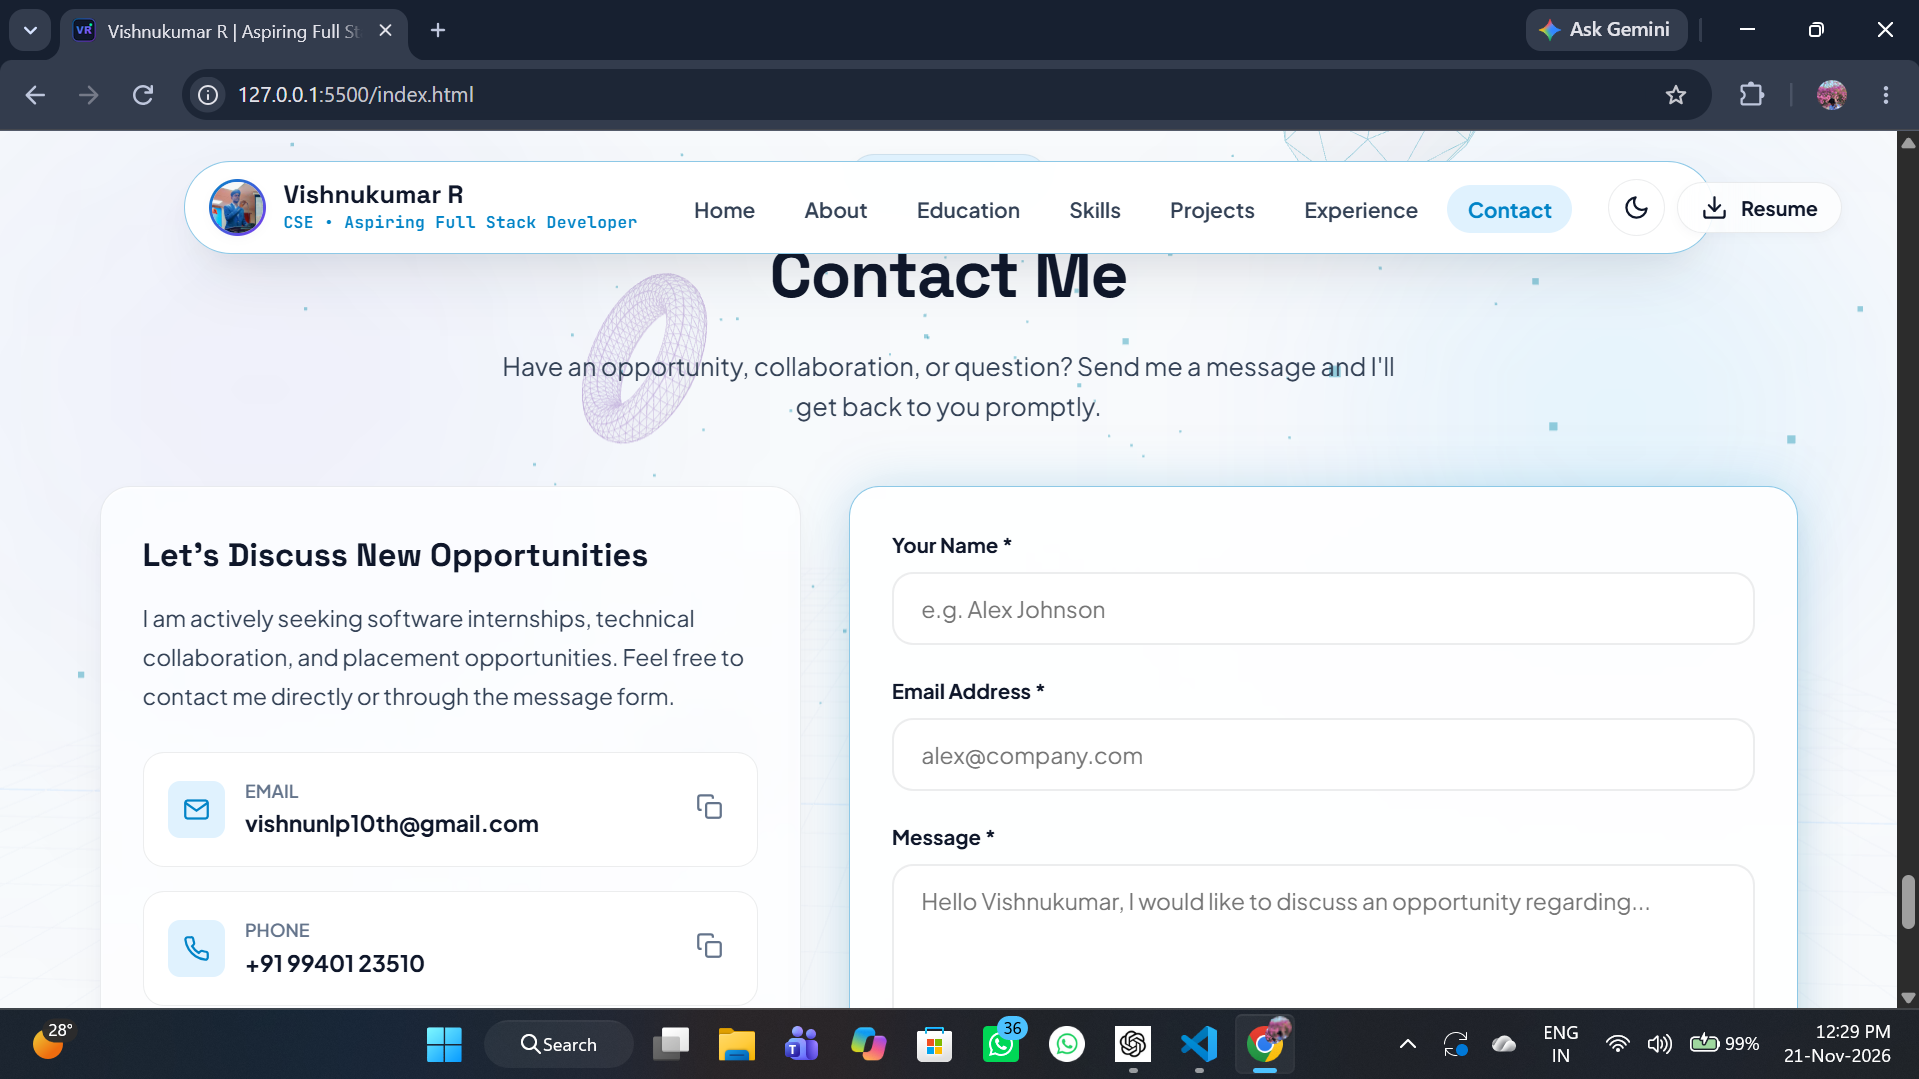 VR
Vishnukumar R | Aspiring Full St
Ask Gemini
127.0.0.1:5500/index.html
Vishnukumar R
CSE • Aspiring Full Stack Developer
Home
About
Education
Skills
Projects
Experience
Contact
Resume
Contact Me
Have an opportunity, collaboration, or question? Send me a message and I'll
get back to you promptly.
Let's Discuss New Opportunities
I am actively seeking software internships, technical
collaboration, and placement opportunities. Feel free to
contact me directly or through the message form.
EMAIL
vishnunlp10th@gmail.com
PHONE
+91 99401 23510
Your Name *
e.g. Alex Johnson
Email Address *
alex@company.com
Message *
Hello Vishnukumar, I would like to discuss an opportunity regarding...
28°
Search
T
36
ENG
IN
99%
12:29 PM
21-Nov-2026